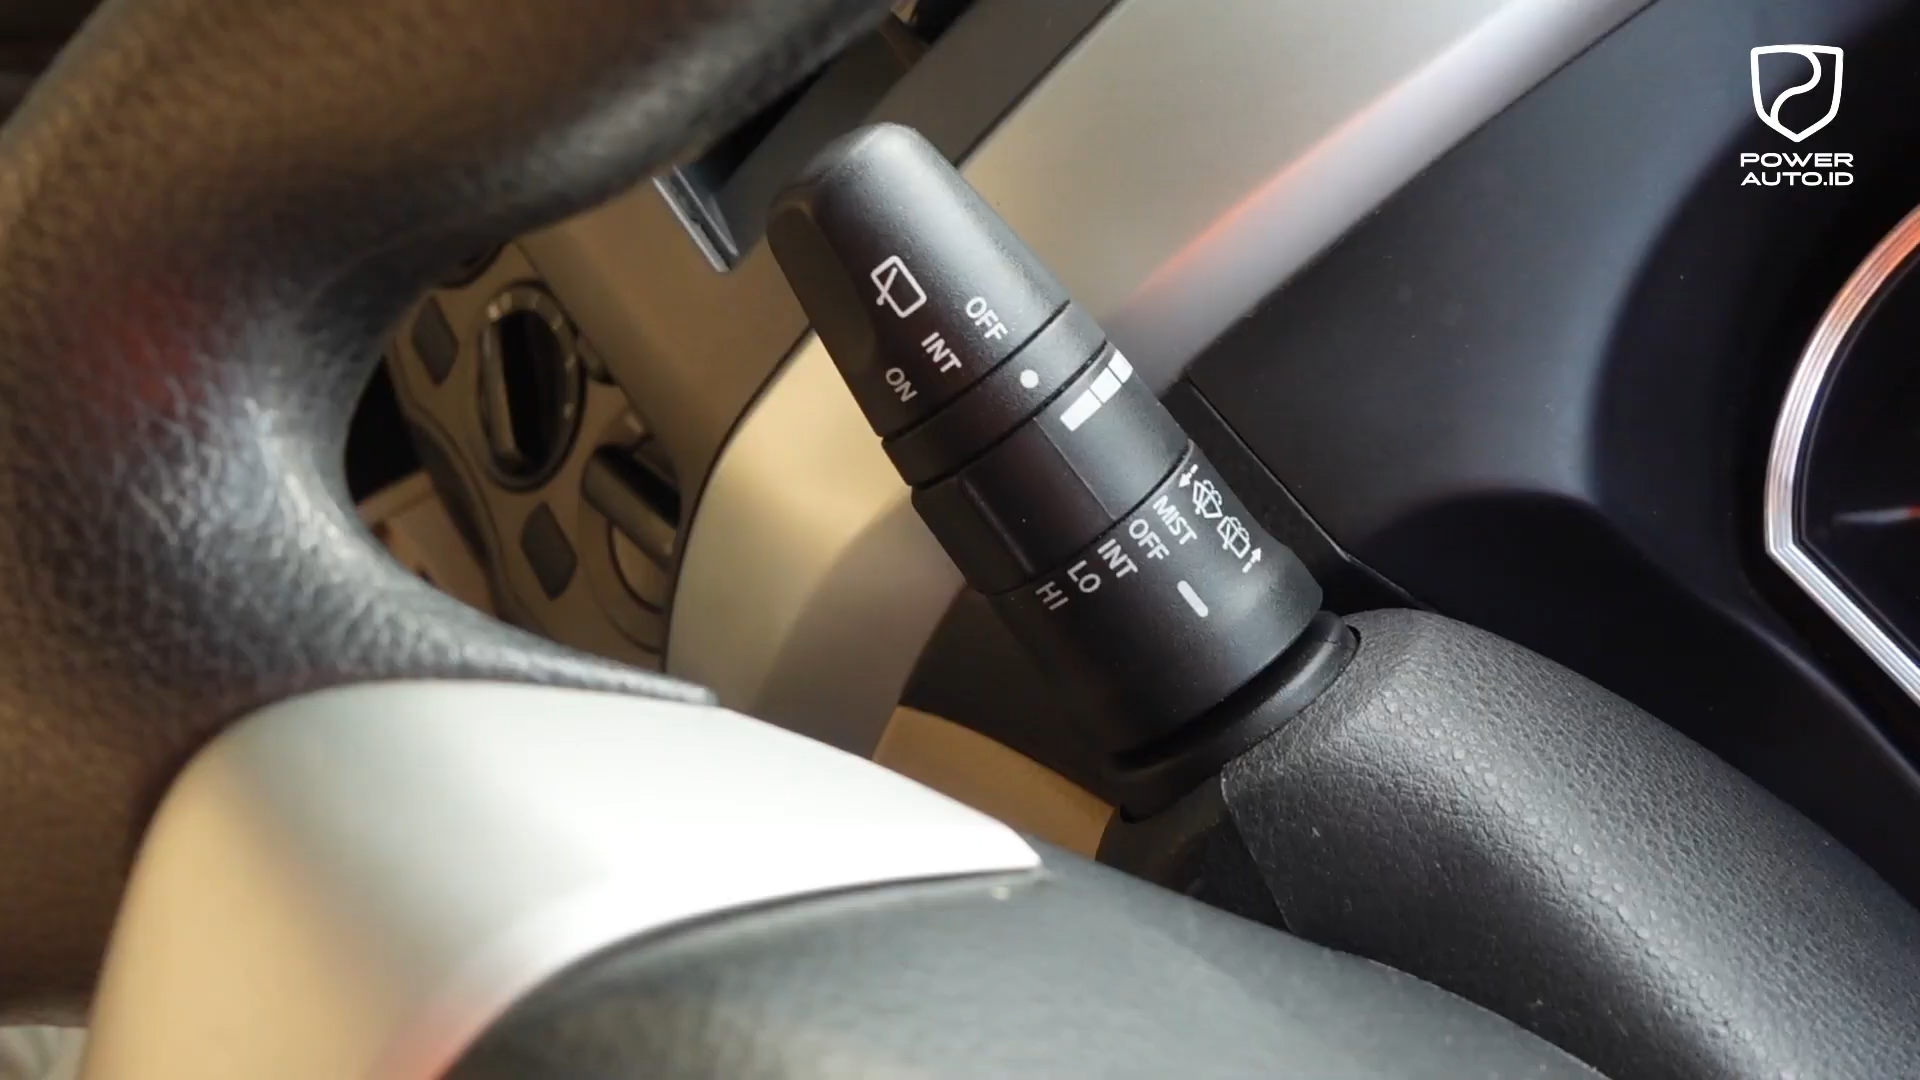 POWER
AUTO.ID
OFF
INT
ON
MIST
OFF
INT
LO
HI